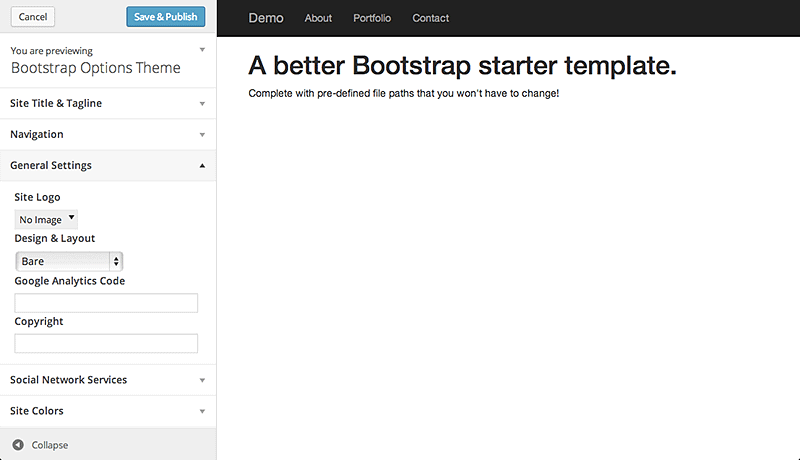 Cancel
Save & Publish
You are previewing
Bootstrap Options Theme
Site Title & Tagline
Navigation
General Settings
Site Logo
No Image
Design & Layout
Bare
Google Analytics Code
Copyright
Social Network Services
Site Colors
Collapse
Demo About Portfolio Contact
A better Bootstrap starter template.
Complete with pre-defined file paths that you won't have to change!